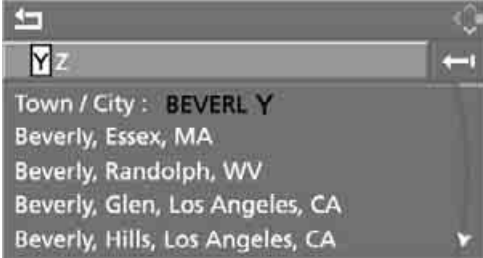 Y Z
Town / City : BEVERL Y
Beverly, Essex, MA
Beverly, Randolph, WV
Beverly, Glen, Los Angeles, CA
Beverly, Hills, Los Angeles, CA